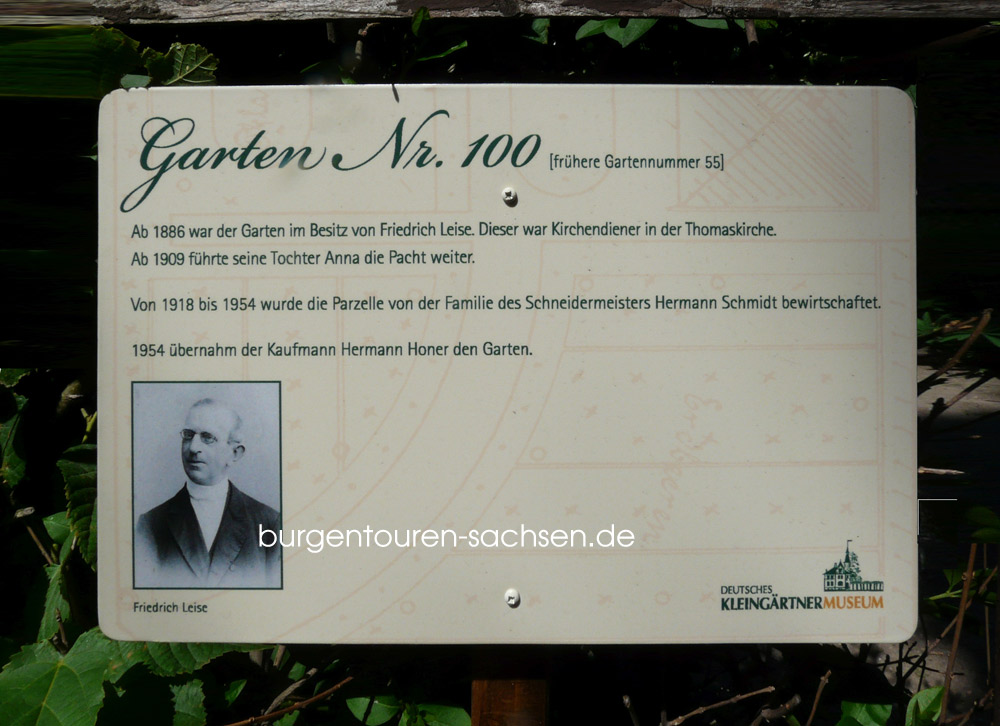 Garten Nr. 100 [frühere Gartennummer 55]
Ab 1886 war der Garten im Besitz von Friedrich Leise. Dieser war Kirchendiener in der Thomaskirche.
Ab 1909 führte seine Tochter Anna die Pacht weiter.
Von 1918 bis 1954 wurde die Parzelle von der Familie des Schneidermeisters Hermann Schmidt bewirtschaftet.
1954 übernahm der Kaufmann Hermann Honer den Garten.
Erdbeeren
burgentouren-sachsen.de
Friedrich Leise
DEUTSCHES
KLEINGÄRTNERMUSEUM